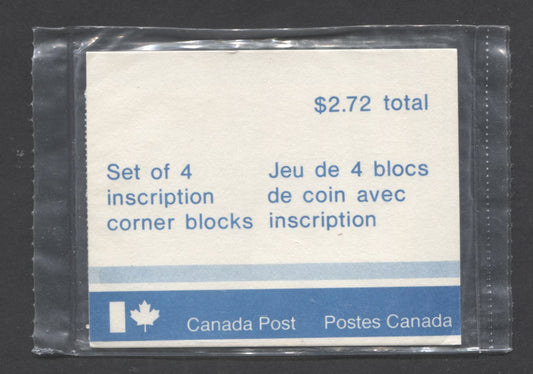 $2.72 total
Set of 4
inscription
corner blocks
Jeu de 4 blocs
de coin avec
inscription
Canada Post
Postes Canada